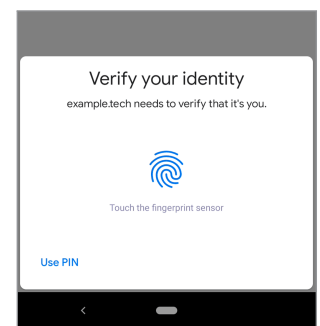 Verify your identity
example.tech needs to verify that it's you.
Touch the fingerprint sensor
Use PIN